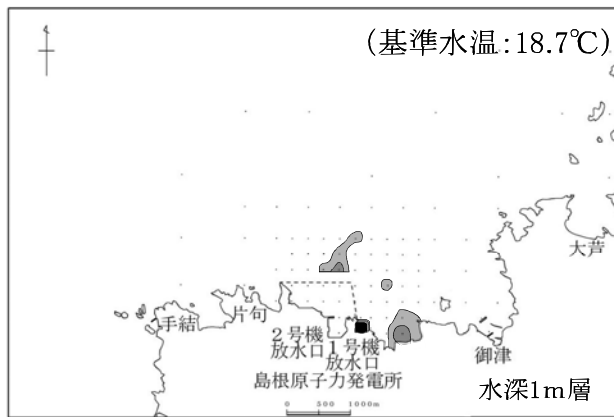 (基準水温:18.7℃)
大芦
手結
片句
2号機
放水口
1号機
放水口
御津
島根原子力発電所
水深1m層
0 500 1000m